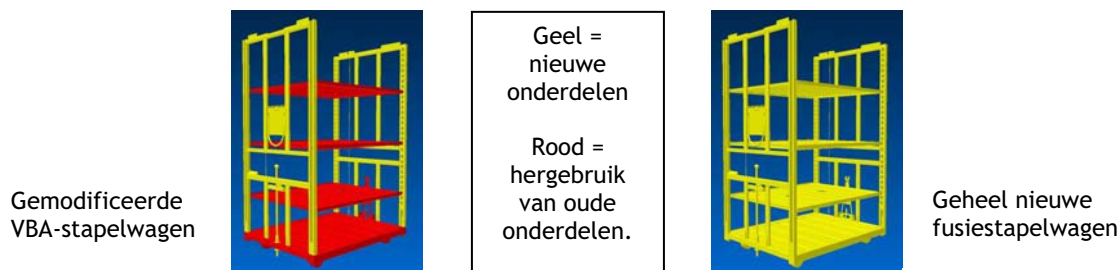 Gemodificeerde
VBA-stapelwagen
Geel =
nieuwe
onderdelen
Rood =
hergebruik
van oude
onderdelen.
Geheel nieuwe
fusiestapelwagen